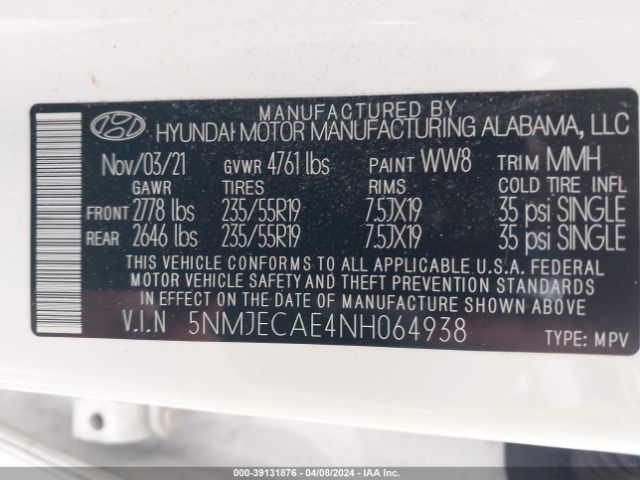 MANUFACTURED BY
HYUNDAI MOTOR MANUFACTURING ALABAMA, LLC
Nov/03/21 GVWR 4761 lbs PAINT WW8 TRIM MMH
GAWR TIRES RIMS COLD TIRE INFL
FRONT 2778 lbs 235/55R19 7.5JX19 35 psi SINGLE
REAR 2646 lbs 235/55R19 7.5JX19 35 psi SINGLE
THIS VEHICLE CONFORMS TO ALL APPLICABLE U.S.A. FEDERAL
MOTOR VEHICLE SAFETY AND THEFT PREVENTION
STANDARDS IN EFFECT ON THE DATE OF MANUFACTURE SHOWN ABOVE
V.I.N 5NMJECAE4NH064938
TYPE: MPV
000-39131876 | 04/08/2024 - IAA Inc.